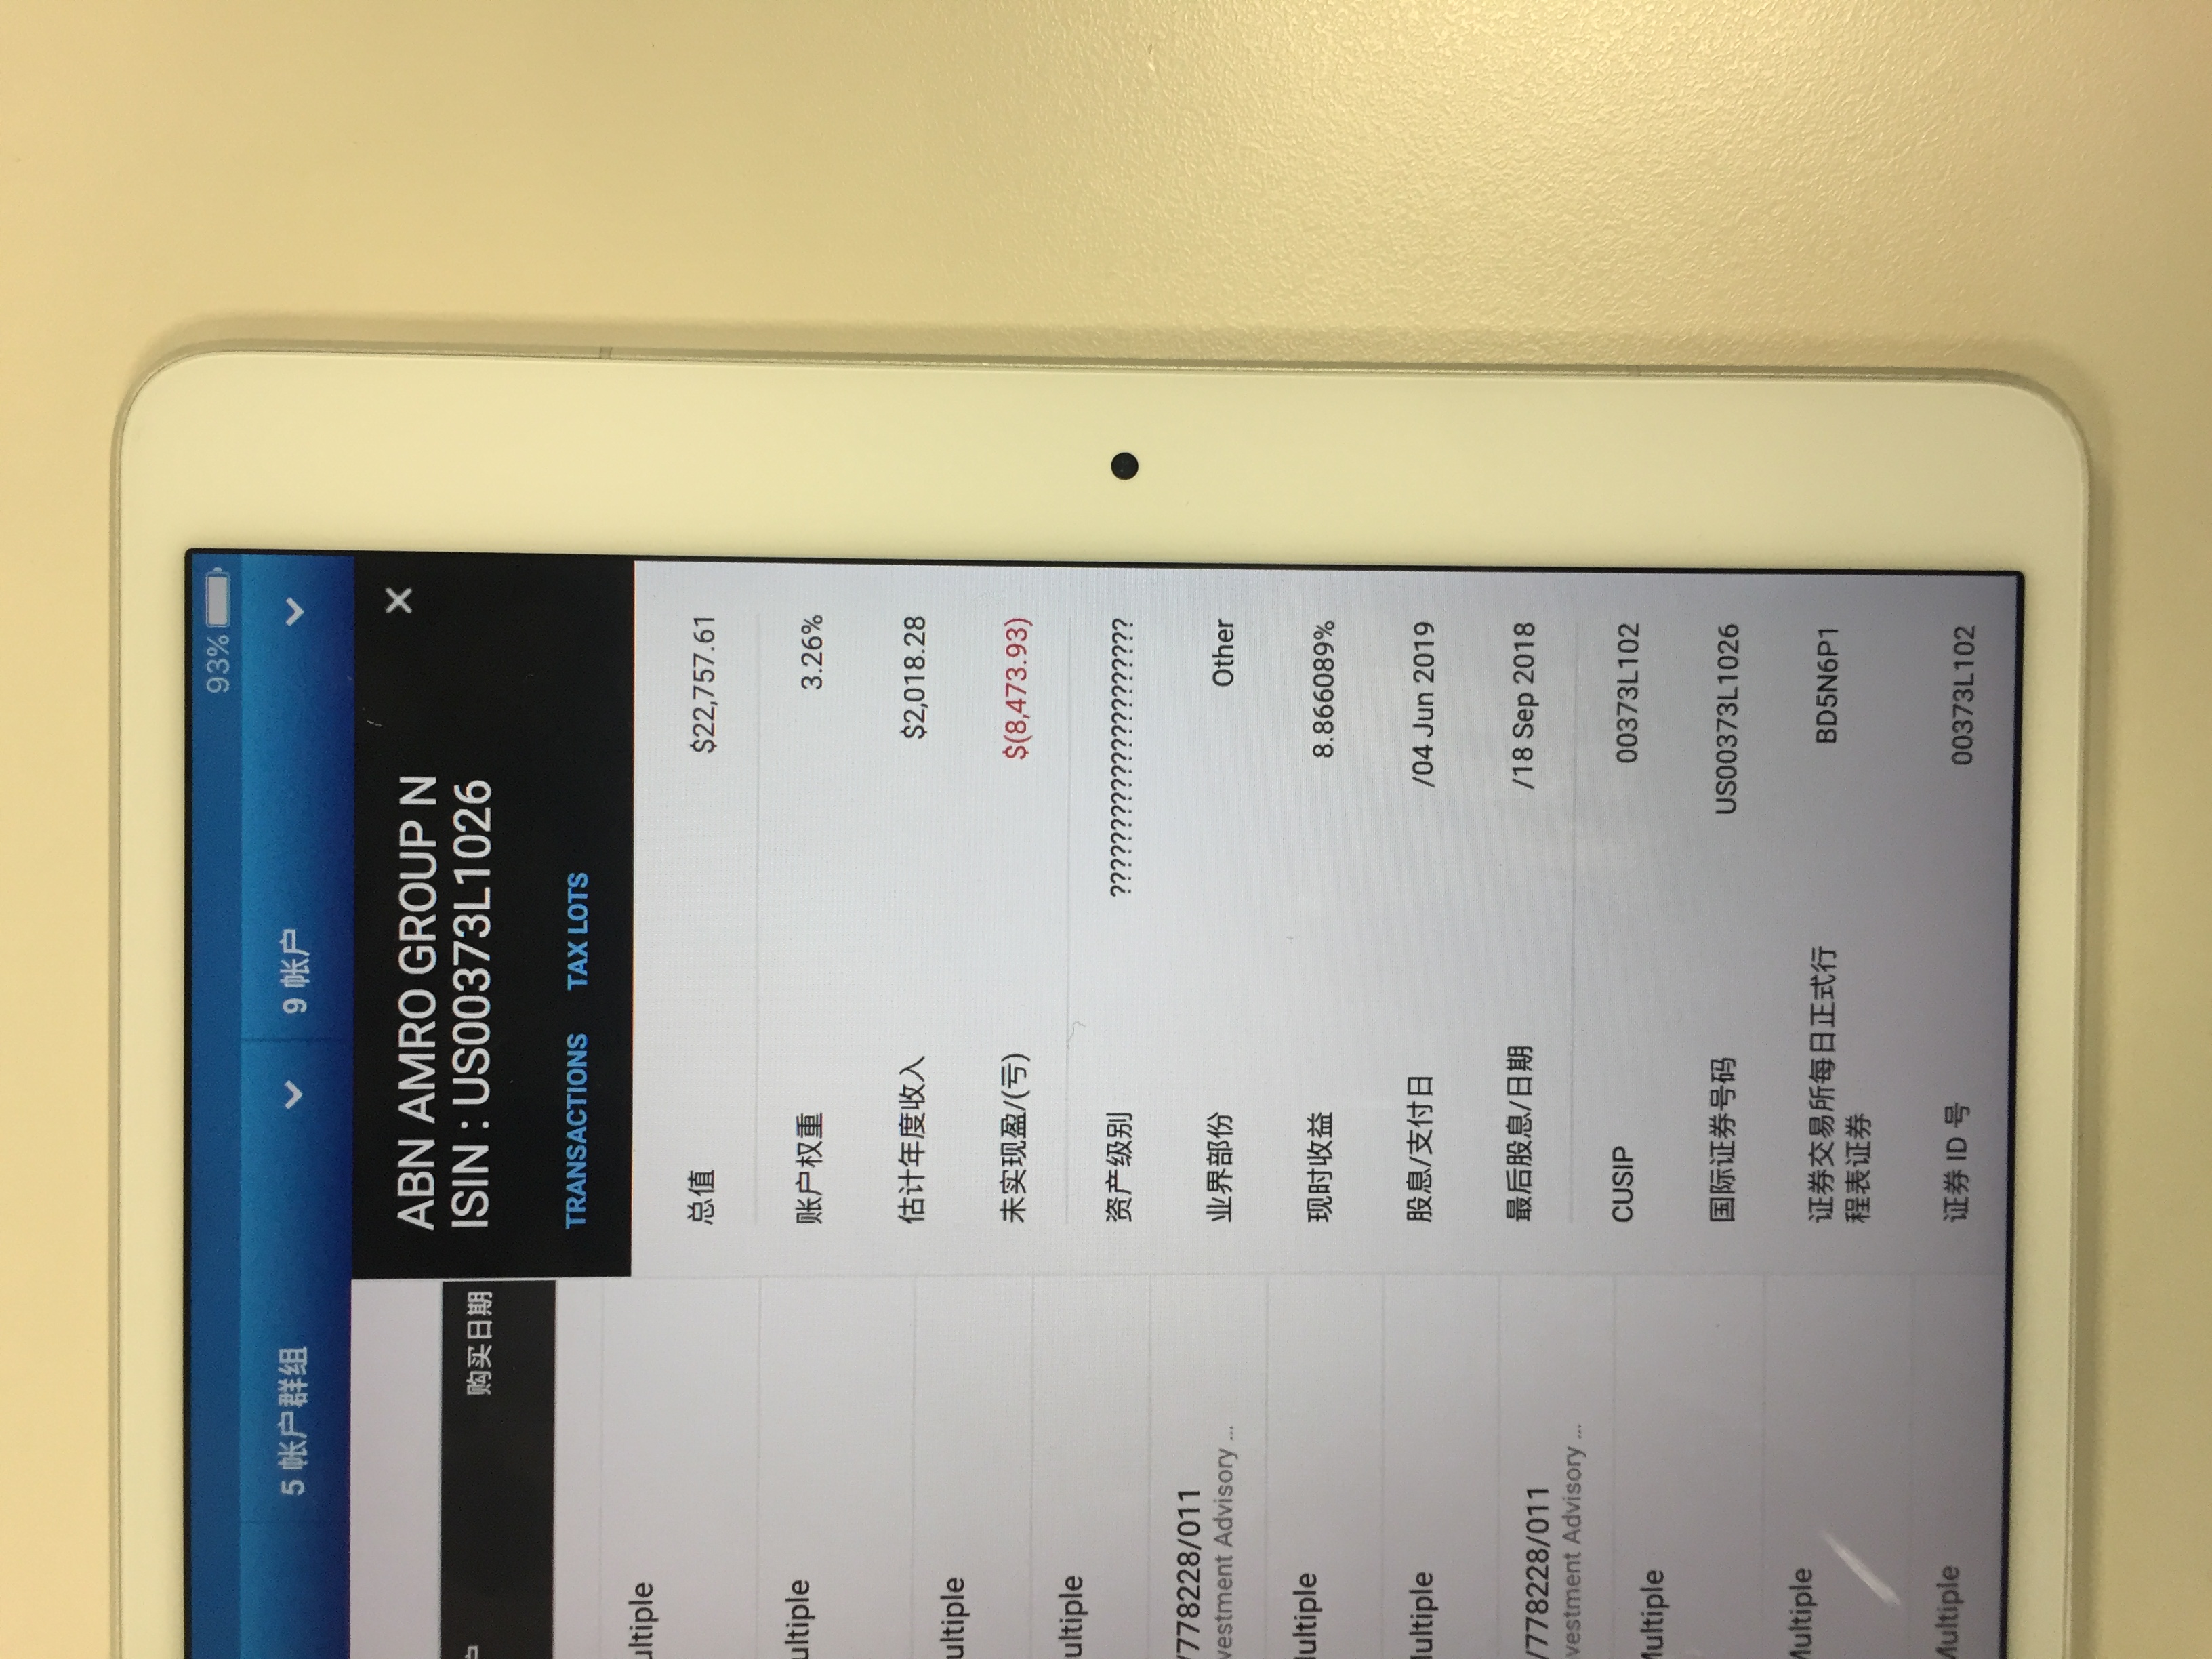 93%
5 帐户群组
9 帐户
ABN AMRO GROUP N
ISIN : US00373L1026
TRANSACTIONS TAX LOTS
购买日期
总值 $22,757.61
账户权重 3.26%
估计年度收入 $2,018.28
未实现盈/(亏) $(8,473.93)
资产级别 ??????????????????????????
业界部份 Other
现时收益 8.866089%
股息/支付日 /04 Jun 2019
最后股息/日期 /18 Sep 2018
CUSIP 00373L102
国际证券号码 US00373L1026
证券交易所每日正式行
程表证券 BD5N6P1
证券 ID 号 00373L102
ultiple
ultiple
ultiple
ultiple
/778228/011
vestment Advisory ...
ultiple
ultiple
/778228/011
vestment Advisory ...
Multiple
Multiple
Multiple